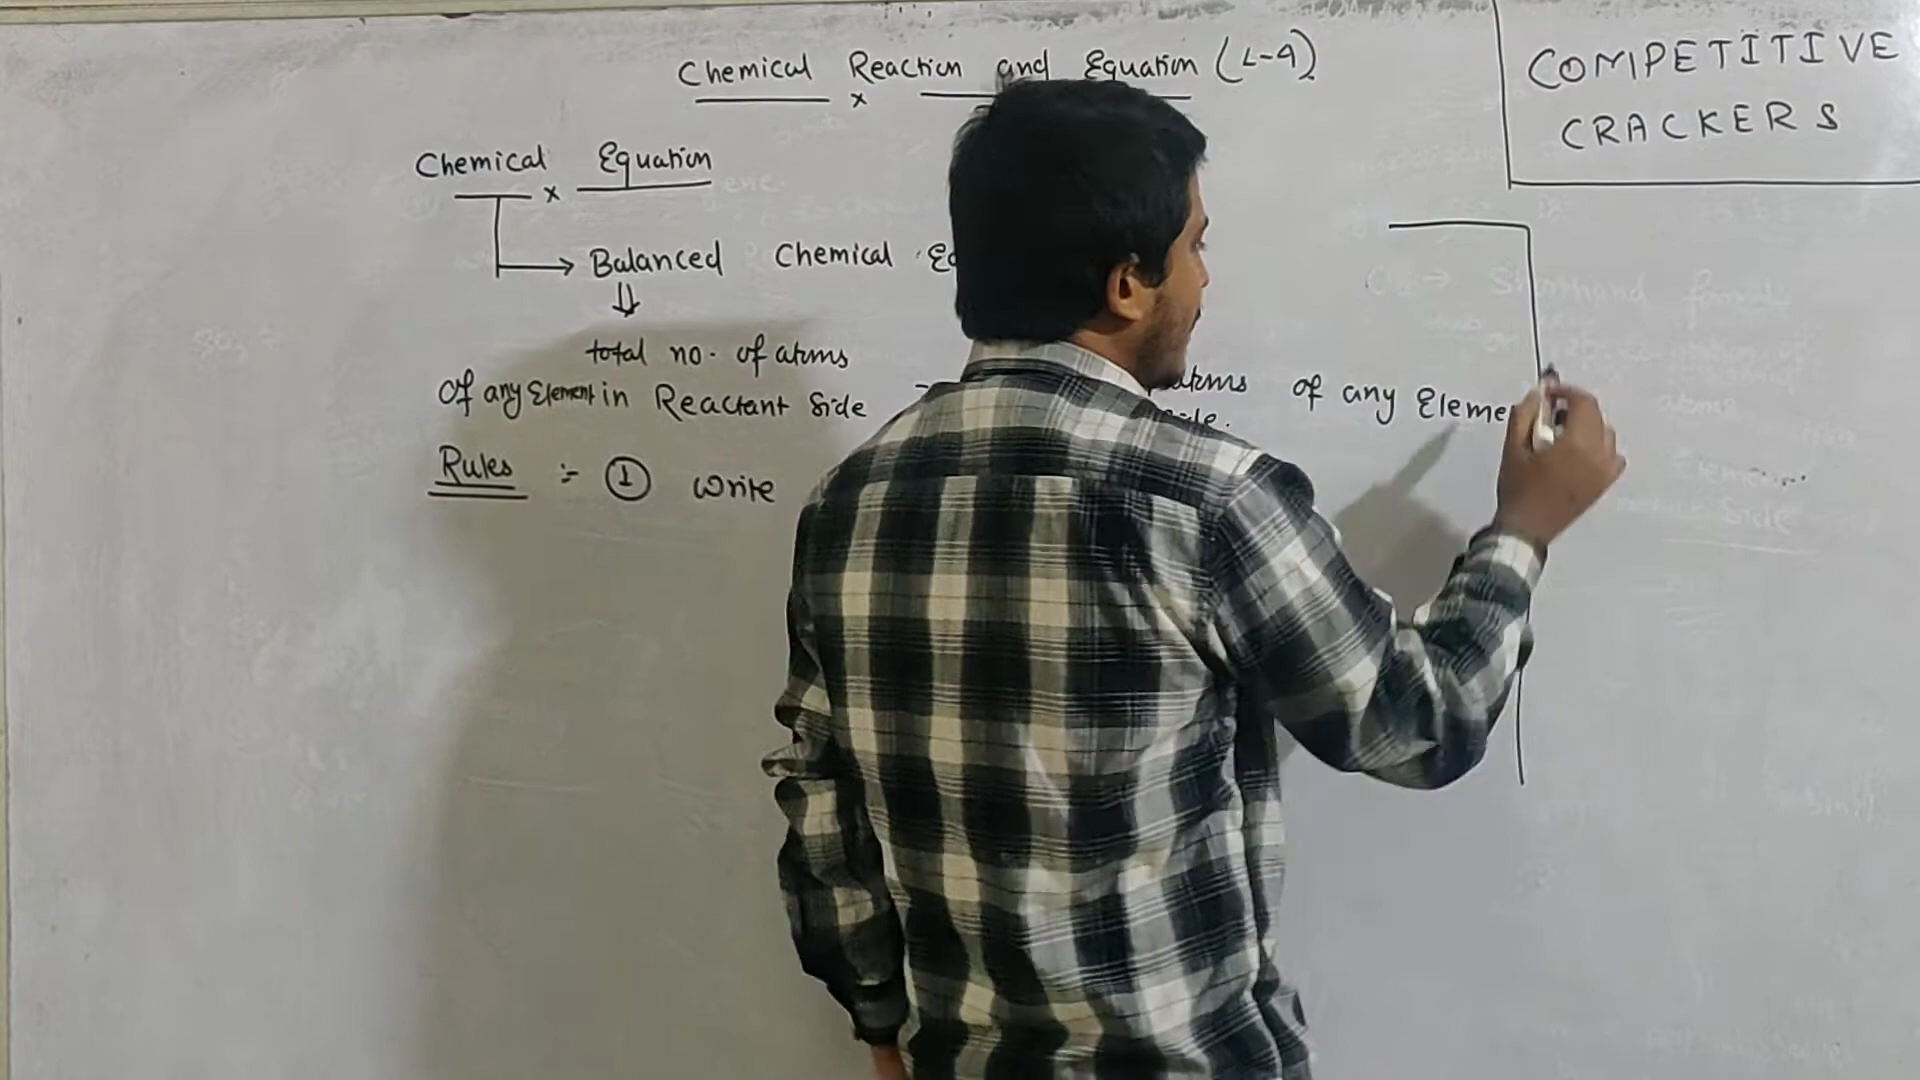 Chemical Reaction and Equation (L-4)
COMPETITIVE
CRACKERS
Chemical Equation
Balanced Chemical
total no. of atoms
of any Element in Reactant Side atoms of any
Rules :- ① Write